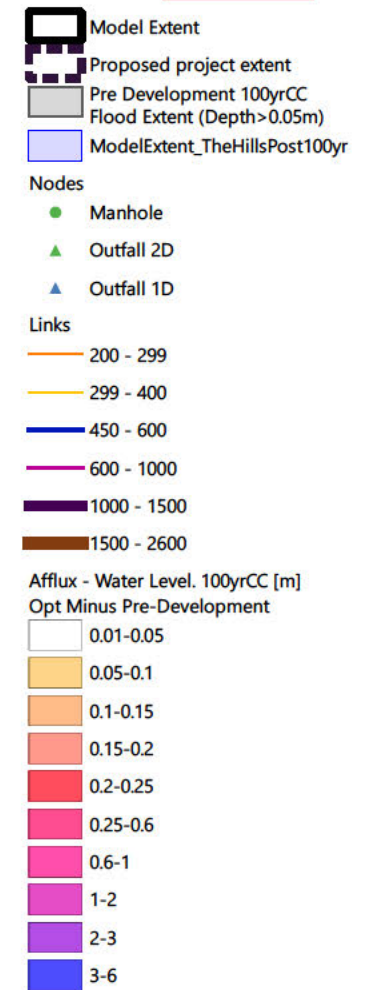 Model Extent
Proposed project extent
Pre Development 100yrCC
Flood Extent (Depth>0.05m)
ModelExtent_TheHillsPost100yr
Nodes
Manhole
Outfall 2D
Outfall 1D
Links
200 - 299
299 - 400
450 - 600
600 - 1000
1000 - 1500
1500 - 2600
Afflux - Water Level. 100yrCC [m]
Opt Minus Pre-Development
0.01-0.05
0.05-0.1
0.1-0.15
0.15-0.2
0.2-0.25
0.25-0.6
0.6-1
1-2
2-3
3-6